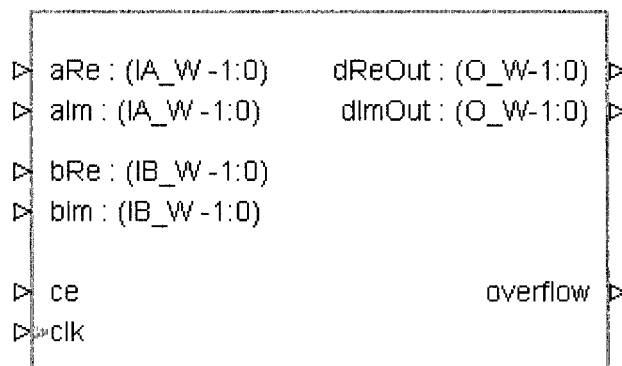 aRe : (IA_W -1:0) dReOut : (O_W-1:0)
aIm : (IA_W -1:0) dImOut : (O_W-1:0)
bRe : (IB_W -1:0)
bIm : (IB_W -1:0)
ce overflow
clk